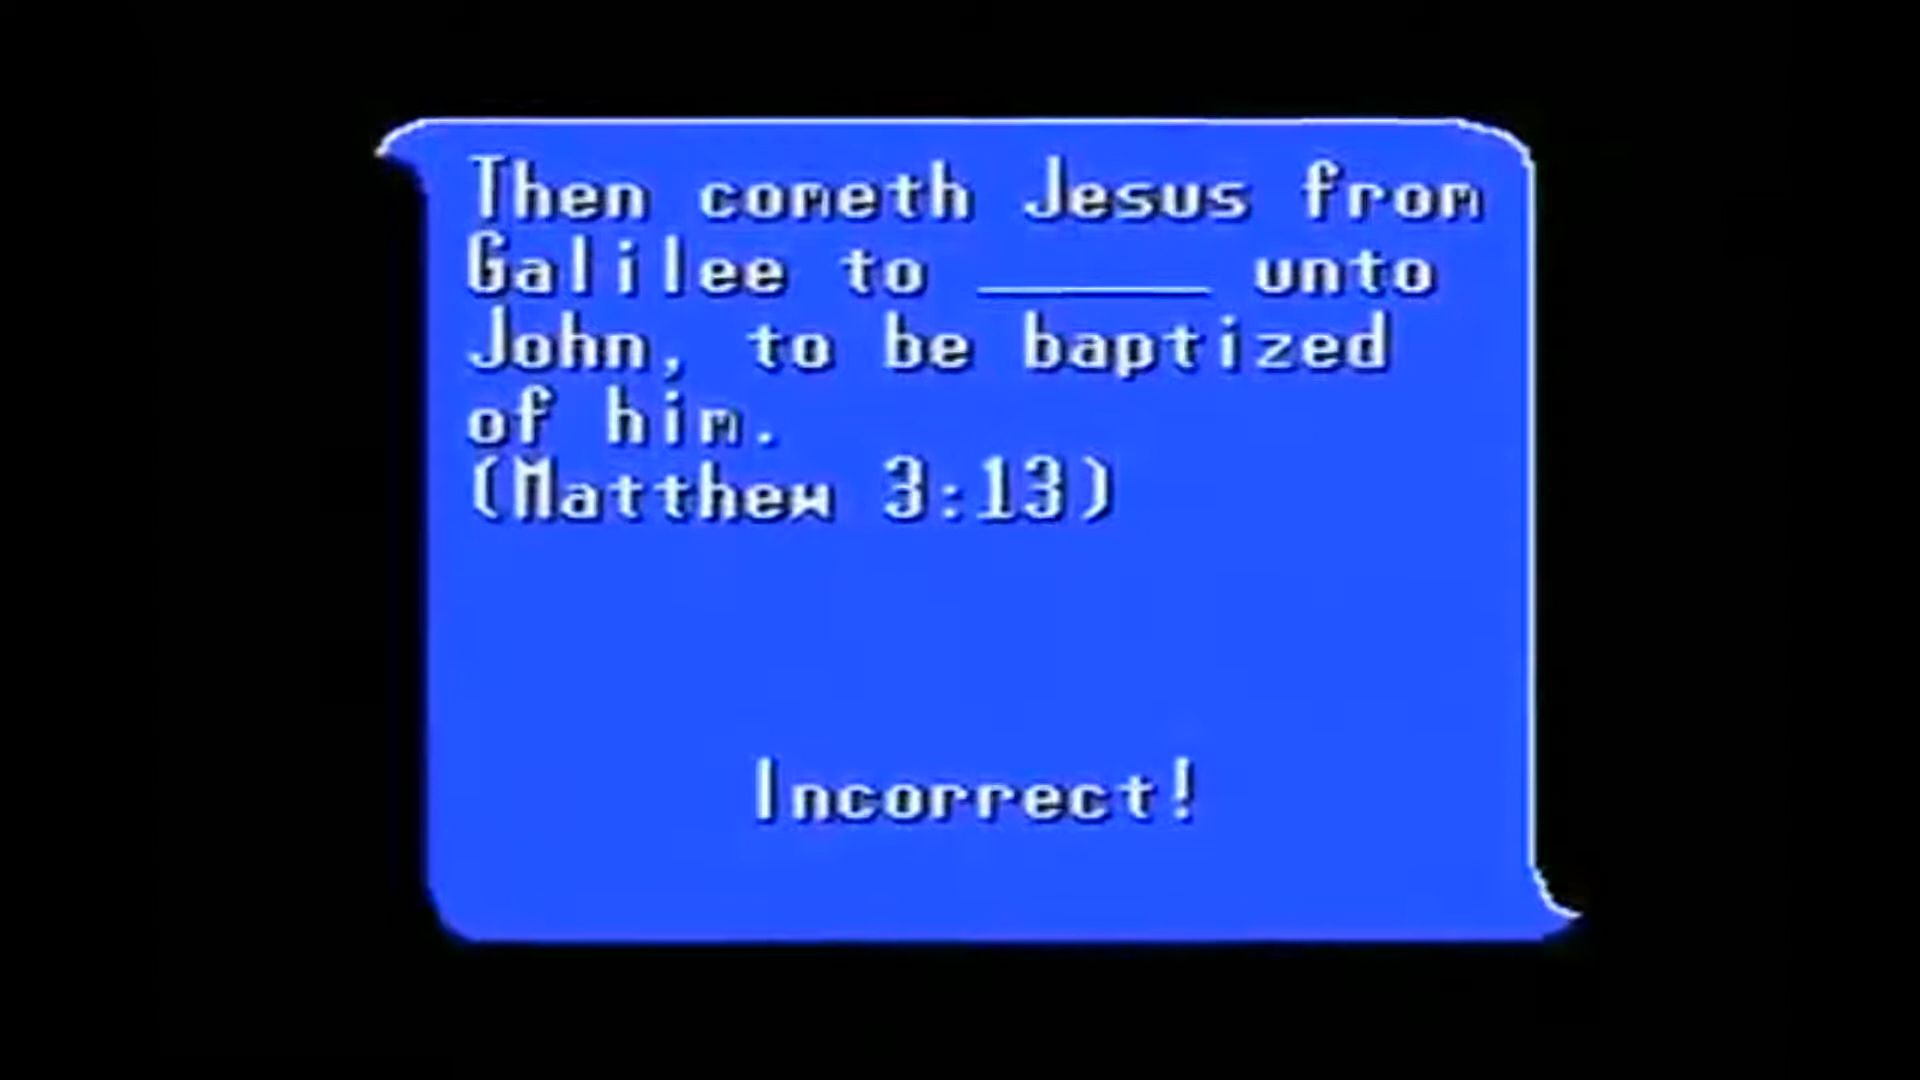 Then cometh Jesus from
Galilee to _____ unto
John, to be baptized
of him.
(Matthew 3:13)
Incorrect!